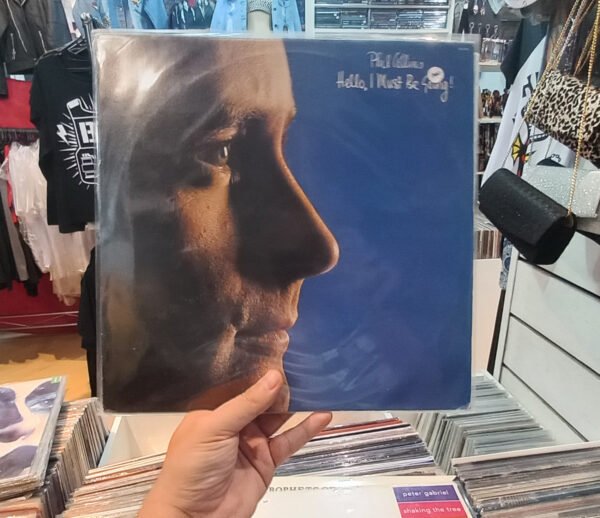 Phil Collins
Hello, I Must Be Going!
peter gabriel
shaking the tree